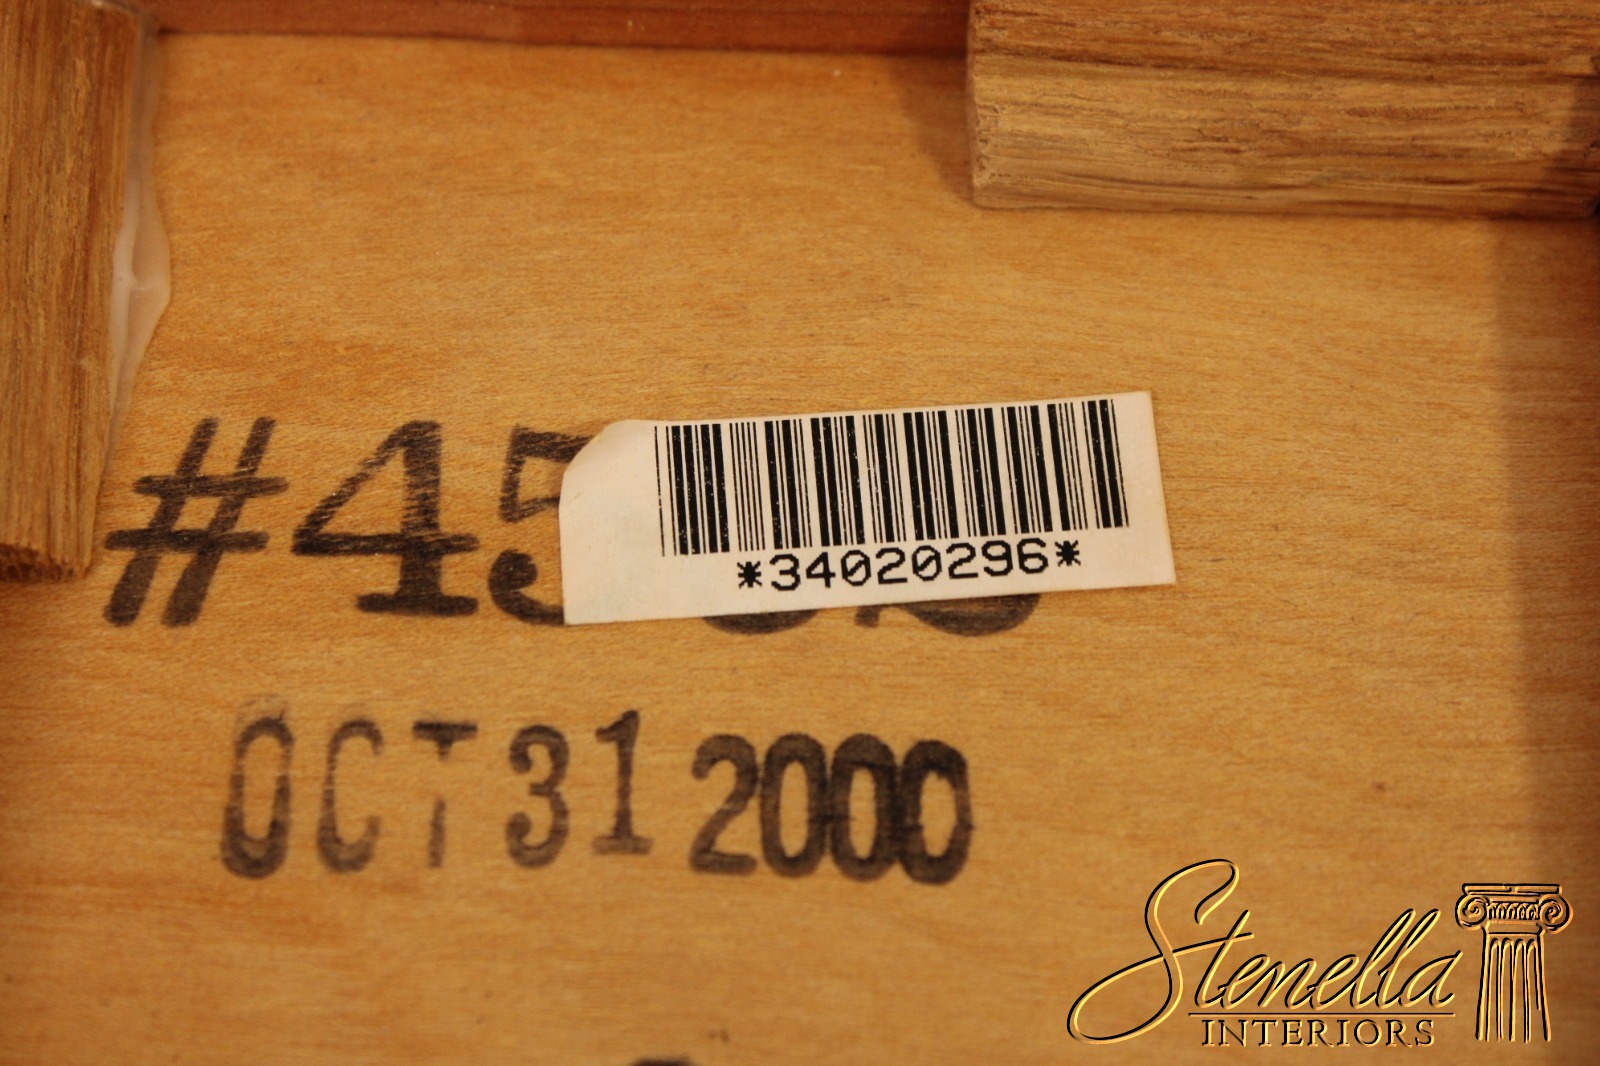 #45
*34020296*
OCT 31 2000
Stenella
INTERIORS